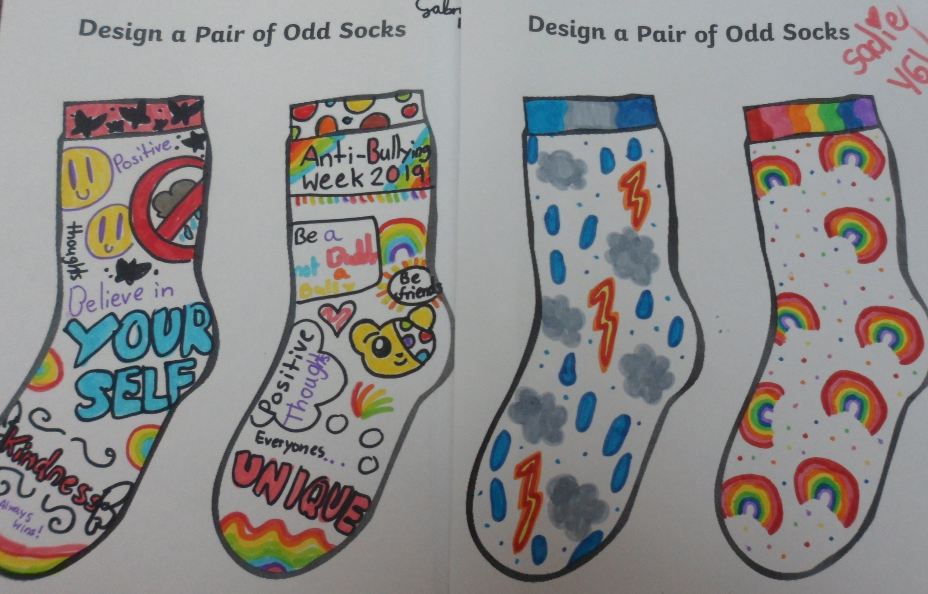 Design a Pair of Odd Socks
Positive
thoughts
Believe in
YOUR
SELF
Kindness
Always
wins!
Anti-Bullying
Week 2019
Be a
Buddy
not a
Bully
Be
friends
Positive
Thoughts
Everyones...
UNIQUE
Design a Pair of Odd Socks
Sadie
Y6